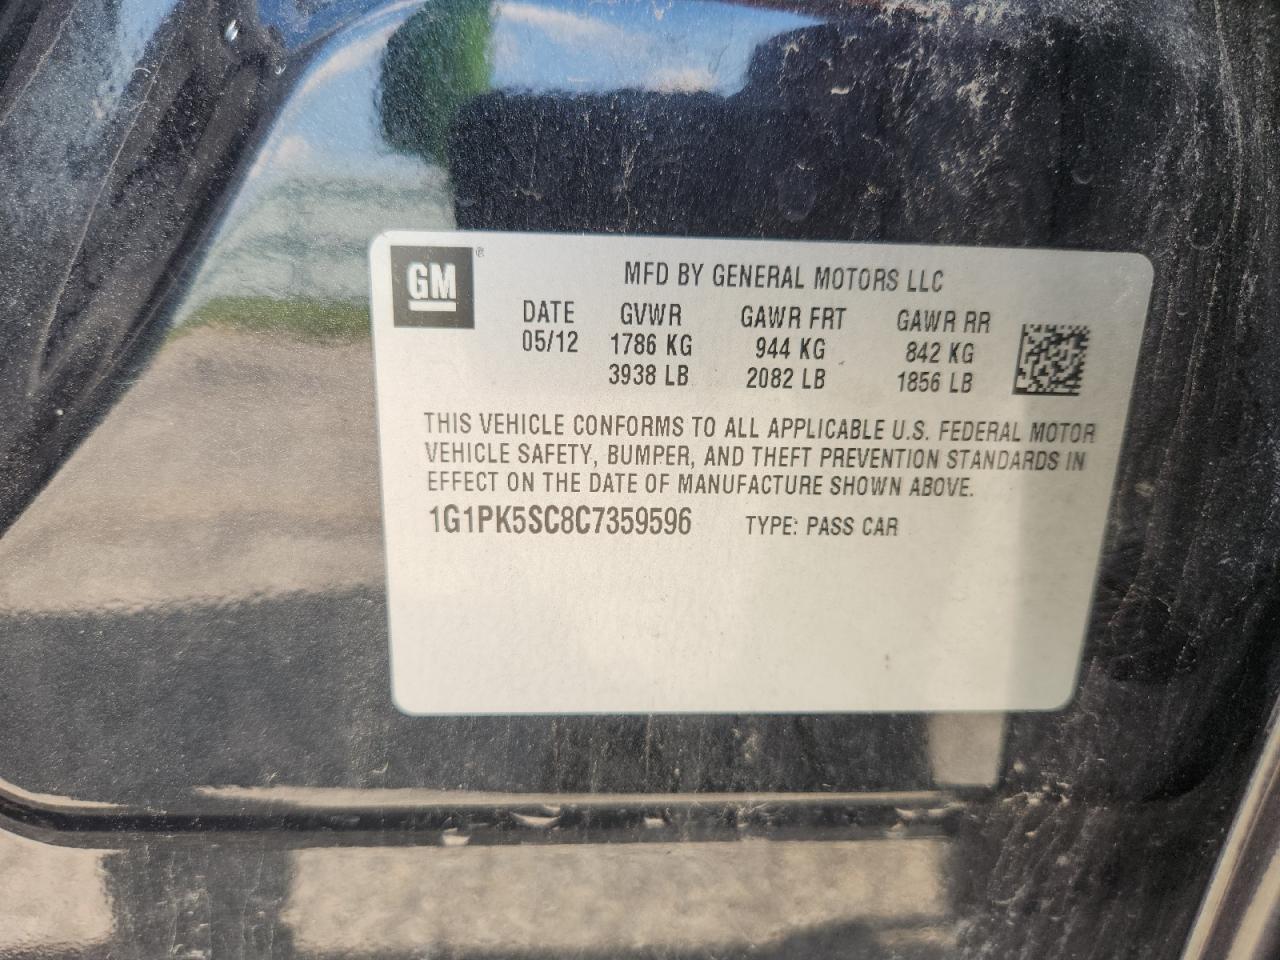 GM®
MFD BY GENERAL MOTORS LLC
DATE GVWR GAWR FRT GAWR RR
05/12 1786 KG 944 KG 842 KG
3938 LB 2082 LB 1856 LB
THIS VEHICLE CONFORMS TO ALL APPLICABLE U.S. FEDERAL MOTOR
VEHICLE SAFETY, BUMPER, AND THEFT PREVENTION STANDARDS IN
EFFECT ON THE DATE OF MANUFACTURE SHOWN ABOVE.
1G1PK5SC8C7359596 TYPE: PASS CAR